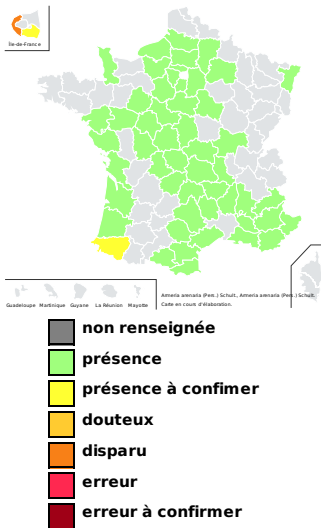 Île-de-France
Guadeloupe Martinique Guyane La Réunion Mayotte
Armeria arenaria (Pers.) Schult., Armeria arenaria (Pers.) Schult.
Carte en cours d'élaboration.
non renseignée
présence
présence à confimer
douteux
disparu
erreur
erreur à confirmer